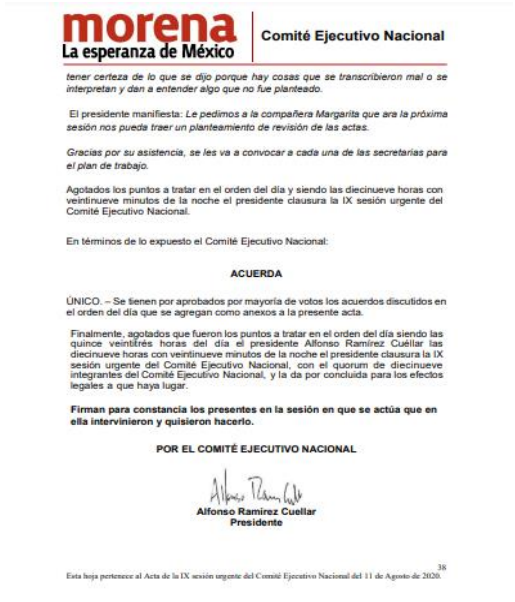 morena
La esperanza de México
Comité Ejecutivo Nacional
tener certeza de lo que se dijo porque hay cosas que se transcribieron mal o se
interpretan y dan a entender algo que no fue planteado.
El presidente manifiesta: Le pedimos a la compañera Margarita que ara la próxima
sesión nos pueda traer un planteamiento de revisión de las actas.
Gracias por su asistencia, se les va a convocar a cada una de las secretarias para
el plan de trabajo.
Agotados los puntos a tratar en el orden del día y siendo las diecinueve horas con
veintinueve minutos de la noche el presidente clausura la IX sesión urgente del
Comité Ejecutivo Nacional.
En términos de lo expuesto el Comité Ejecutivo Nacional:
ACUERDA
ÚNICO. – Se tienen por aprobados por mayoría de votos los acuerdos discutidos en
el orden del día que se agregan como anexos a la presente acta.
Finalmente, agotados que fueron los puntos a tratar en el orden del día siendo las
quince veintitrés horas del día el presidente Alfonso Ramírez Cuéllar las
diecinueve horas con veintinueve minutos de la noche el presidente clausura la IX
sesión urgente del Comité Ejecutivo Nacional, con el quorum de diecinueve
integrantes del Comité Ejecutivo Nacional, y la da por concluida para los efectos
legales a que haya lugar.
Firman para constancia los presentes en la sesión en que se actúa que en
ella intervinieron y quisieron hacerlo.
POR EL COMITÉ EJECUTIVO NACIONAL
Alfonso Ramírez Cuellar
Presidente
38
Esta hoja pertenece al Acta de la IX sesión urgente del Comité Ejecutivo Nacional del 11 de Agosto de 2020.